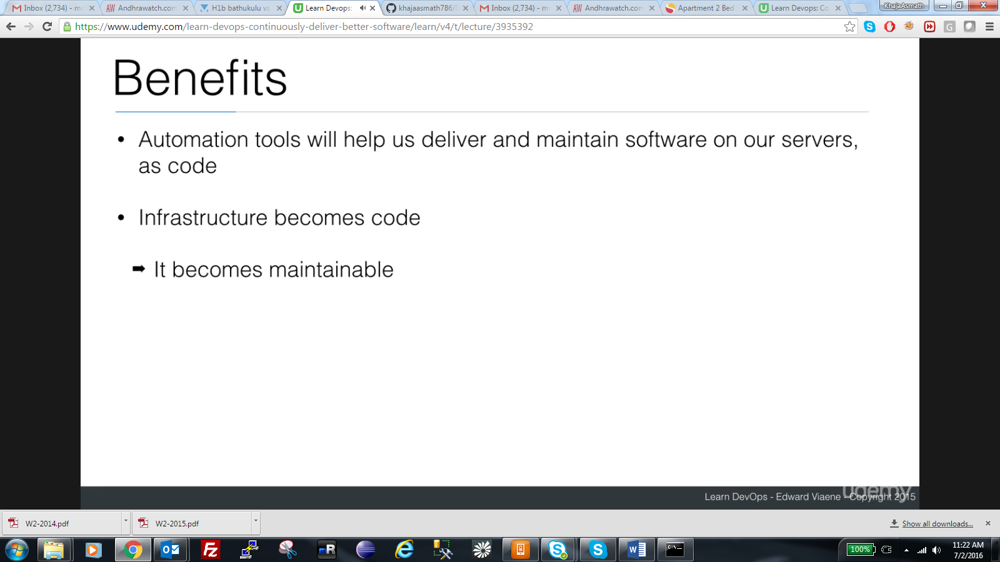 Inbox (2,734) - mc
Andhrawatch.com
H1b bathukulu vs
Learn Devops:
khajaasmath786/
Inbox (2,734) - mc
Andhrawatch.com
Apartment 2 Bed
Learn Devops: Co
KhajaAsmath
https://www.udemy.com/learn-devops-continuously-deliver-better-software/learn/v4/t/lecture/3935392
Benefits
• Automation tools will help us deliver and maintain software on our servers,
as code
• Infrastructure becomes code
➡ It becomes maintainable
udemy
Learn DevOps - Edward Viaene - Copyright 2015
W2-2014.pdf
W2-2015.pdf
Show all downloads...
100%
11:22 AM
7/2/2016